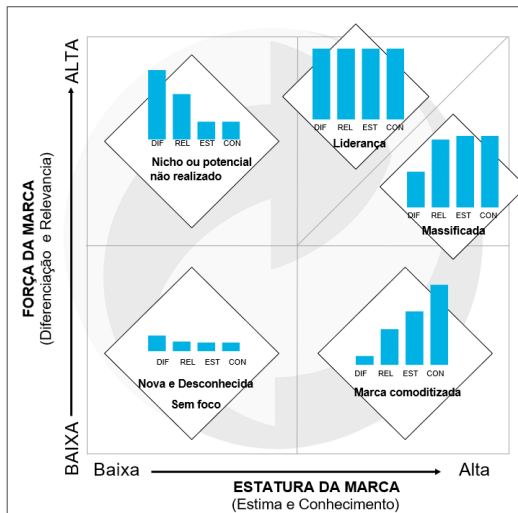 ALTA
FORÇA DA MARCA
(Diferenciação e Relevancia)
BAIXA
DIF REL EST CON
Nicho ou potencial
não realizado
DIF REL EST CON
Liderança
DIF REL EST CON
Massificada
DIF REL EST CON
Nova e Desconhecida
Sem foco
DIF REL EST CON
Marca comoditizada
Baixa
Alta
ESTATURA DA MARCA
(Estima e Conhecimento)